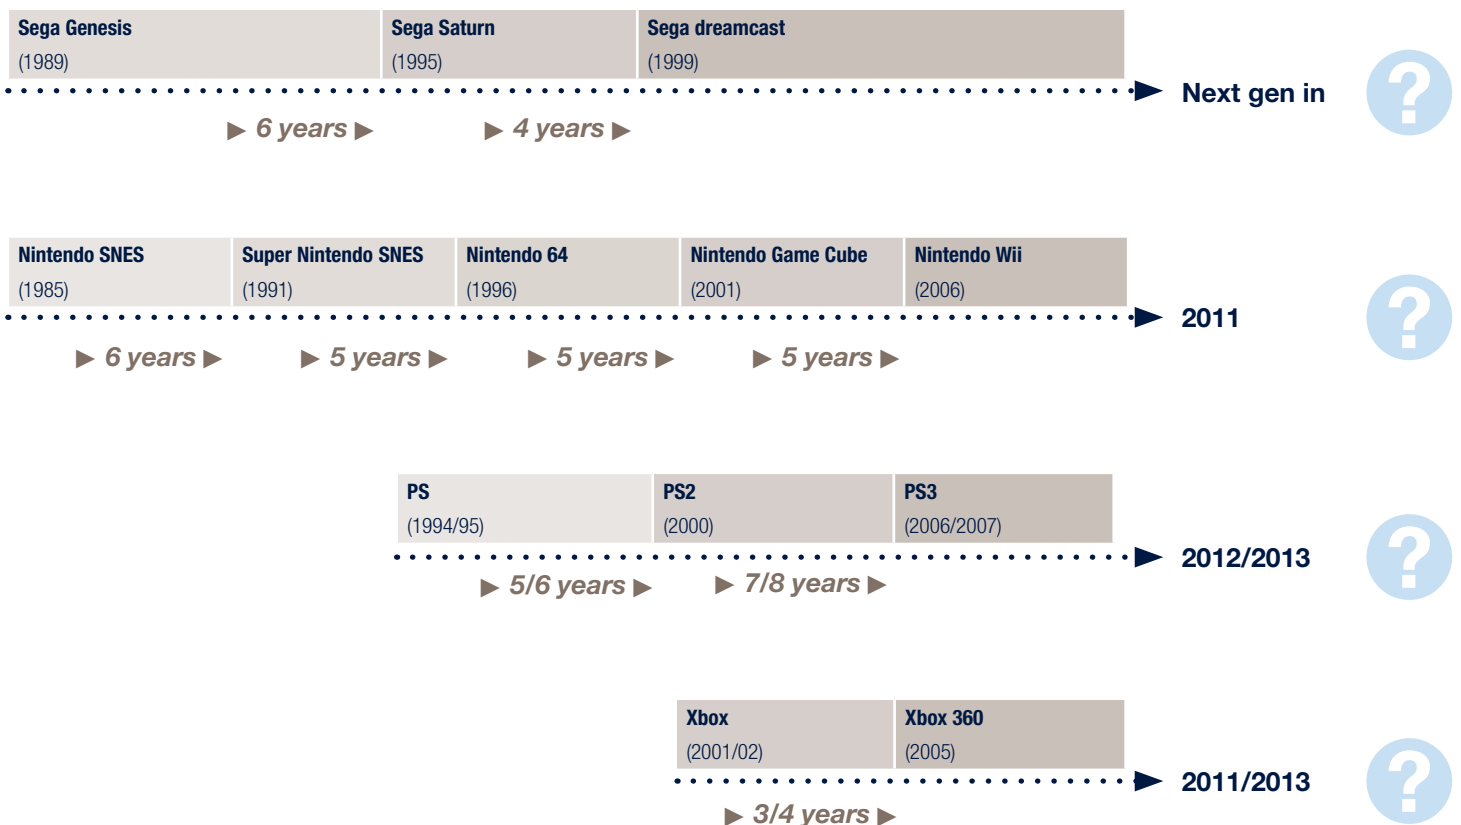 Sega Genesis Sega Saturn Sega dreamcast
(1989) (1995) (1999)
Next gen in ?
▶ 6 years ▶ ▶ 4 years ▶
Nintendo SNES Super Nintendo SNES Nintendo 64 Nintendo Game Cube Nintendo Wii
(1985) (1991) (1996) (2001) (2006)
2011 ?
▶ 6 years ▶ ▶ 5 years ▶ ▶ 5 years ▶ ▶ 5 years ▶
PS PS2 PS3
(1994/95) (2000) (2006/2007)
2012/2013 ?
▶ 5/6 years ▶ ▶ 7/8 years ▶
Xbox Xbox 360
(2001/02) (2005)
2011/2013 ?
▶ 3/4 years ▶